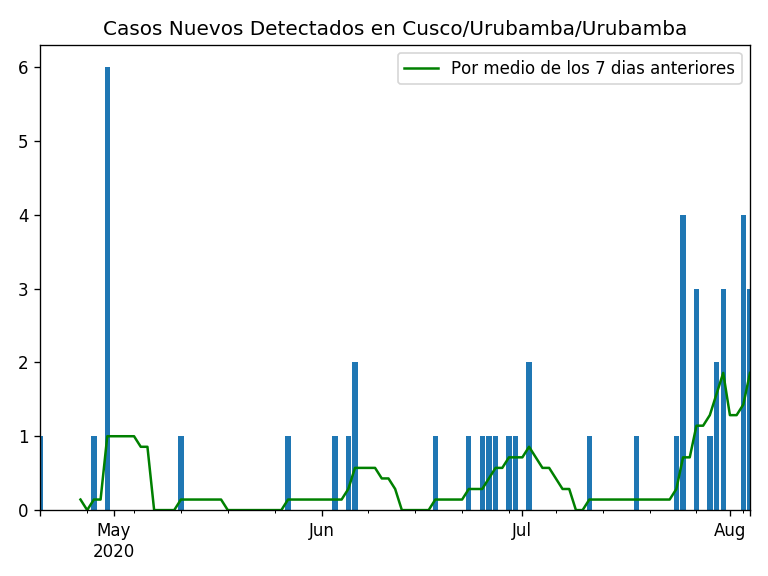 Casos Nuevos Detectados en Cusco/Urubamba/Urubamba
Por medio de los 7 dias anteriores
6
5
4
3
2
1
0
May Jun Jul Aug
2020